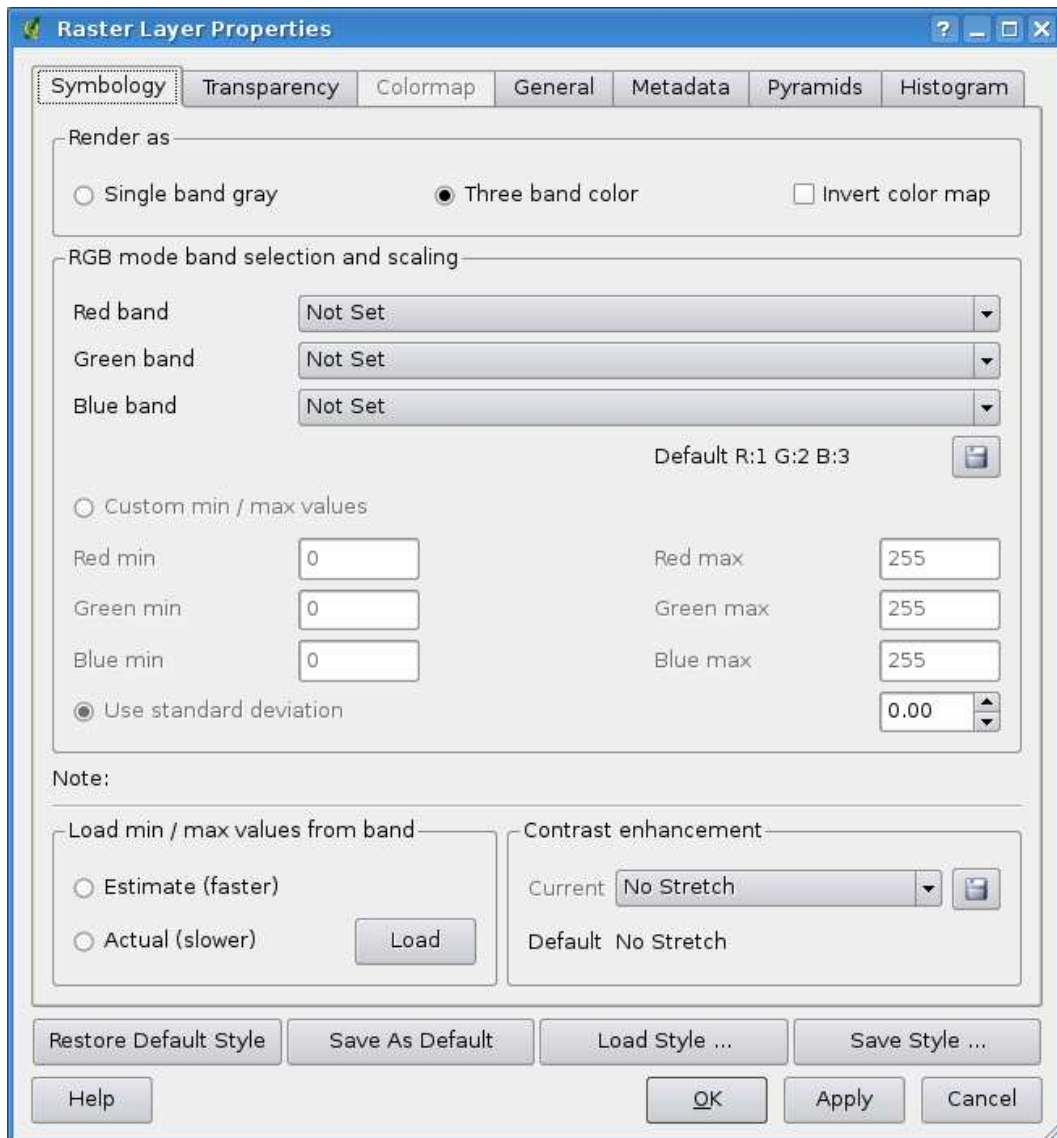 Raster Layer Properties
Symbology Transparency Colormap General Metadata Pyramids Histogram
Render as
Single band gray Three band color Invert color map
RGB mode band selection and scaling
Red band Not Set
Green band Not Set
Blue band Not Set
Default R:1 G:2 B:3
Custom min / max values
Red min 0 Red max 255
Green min 0 Green max 255
Blue min 0 Blue max 255
Use standard deviation 0.00
Note:
Load min / max values from band
Estimate (faster)
Actual (slower) Load
Contrast enhancement
Current No Stretch
Default No Stretch
Restore Default Style Save As Default Load Style ... Save Style ...
Help OK Apply Cancel